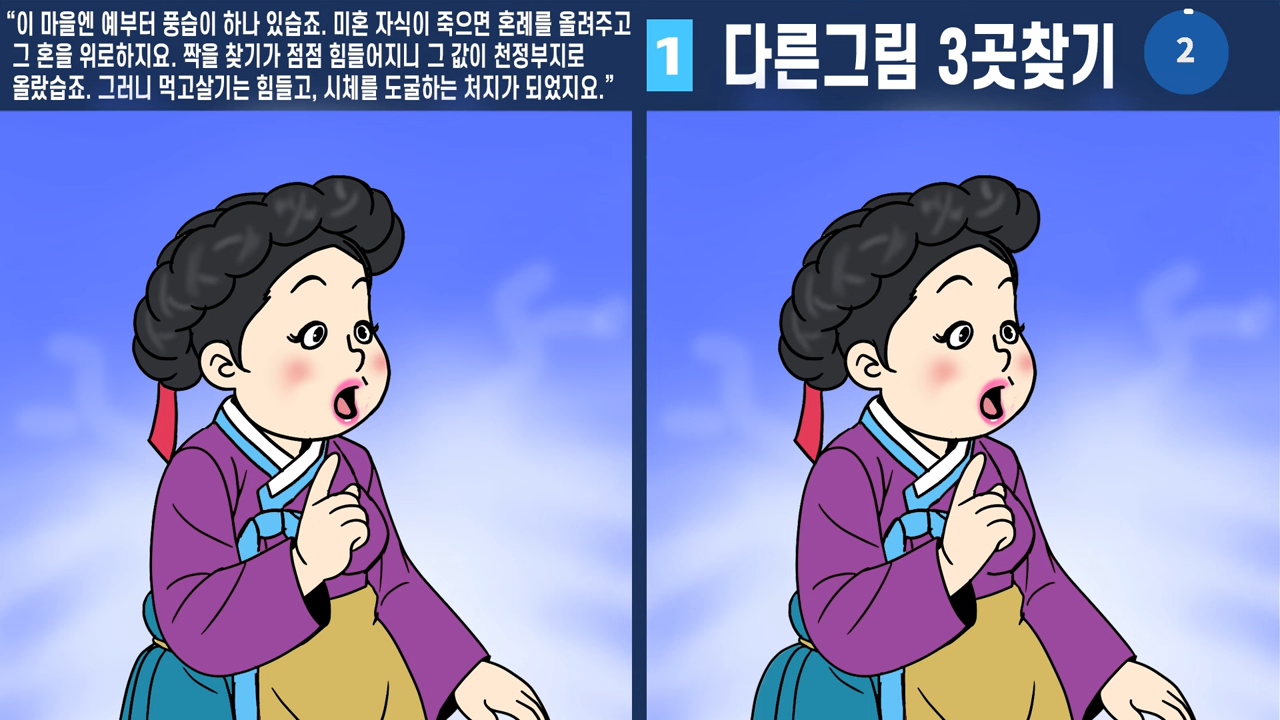 “이 마을엔 예부터 풍습이 하나 있습죠. 미혼 자식이 죽으면 혼례를 올려주고
그 혼을 위로하지요. 짝을 찾기가 점점 힘들어지니 그 값이 천정부지로
올랐습죠. 그러니 먹고살기는 힘들고, 시체를 도굴하는 처지가 되었지요.”
1 다른그림 3곳찾기 2